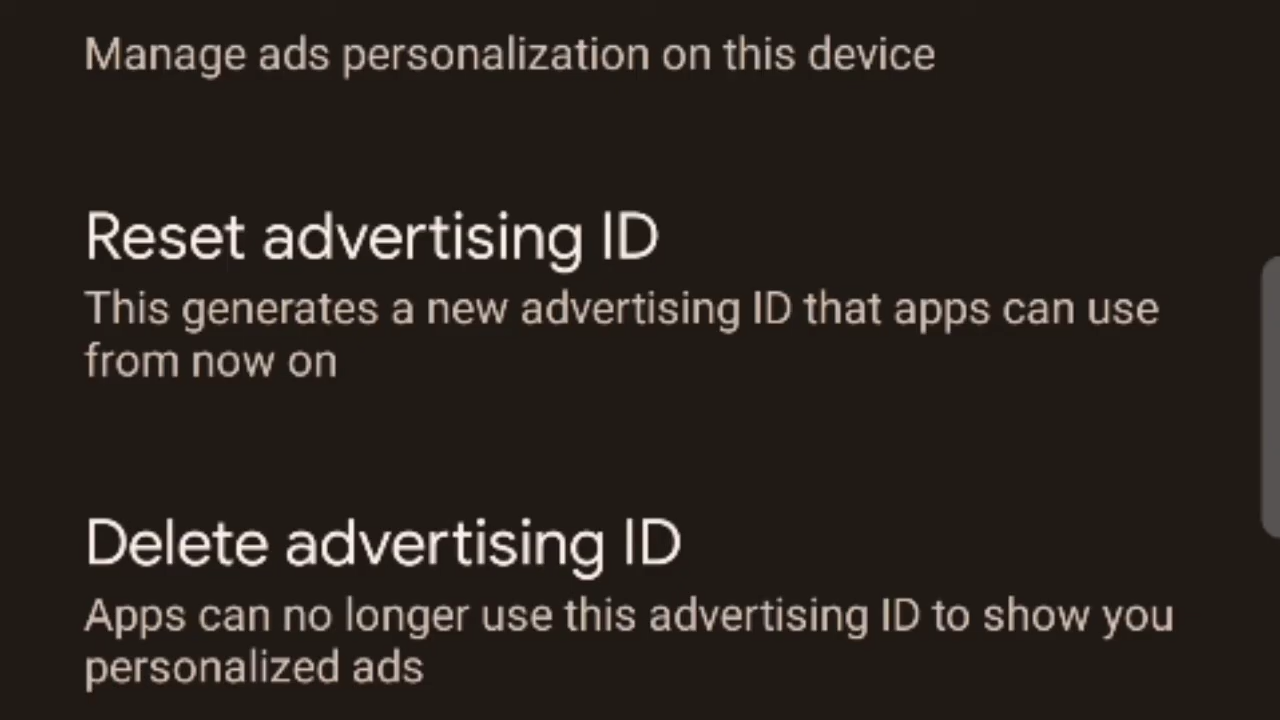 Manage ads personalization on this device
Reset advertising ID
This generates a new advertising ID that apps can use
from now on
Delete advertising ID
Apps can no longer use this advertising ID to show you
personalized ads